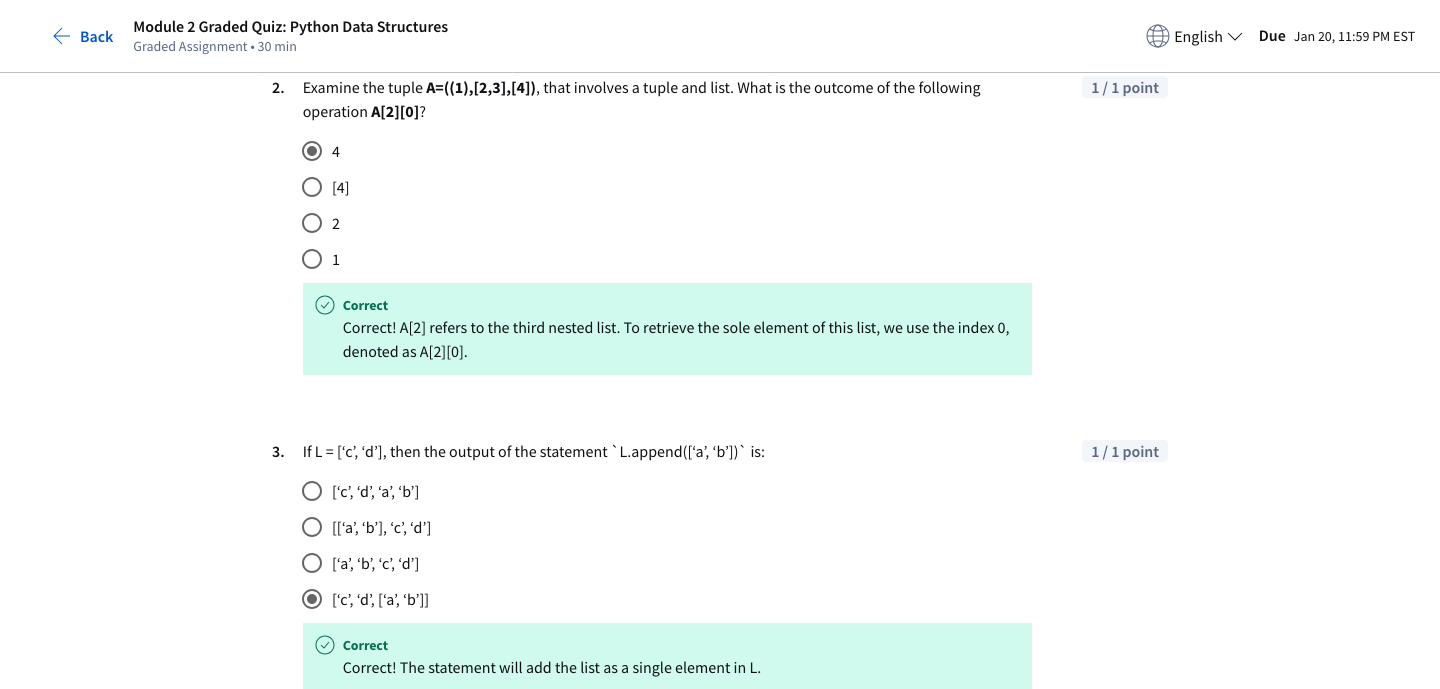 Back
Module 2 Graded Quiz: Python Data Structures
Graded Assignment • 30 min
English
Due Jan 20, 11:59 PM EST
2. Examine the tuple A=((1),[2,3],[4]), that involves a tuple and list. What is the outcome of the following
operation A[2][0]?
1 / 1 point
4
[4]
2
1
Correct
Correct! A[2] refers to the third nested list. To retrieve the sole element of this list, we use the index 0,
denoted as A[2][0].
3. If L = [‘c’, ‘d’], then the output of the statement `L.append([‘a’, ‘b’])` is:
1 / 1 point
[‘c’, ‘d’, ‘a’, ‘b’]
[[‘a’, ‘b’], ‘c’, ‘d’]
[‘a’, ‘b’, ‘c’, ‘d’]
[‘c’, ‘d’, [‘a’, ‘b’]]
Correct
Correct! The statement will add the list as a single element in L.